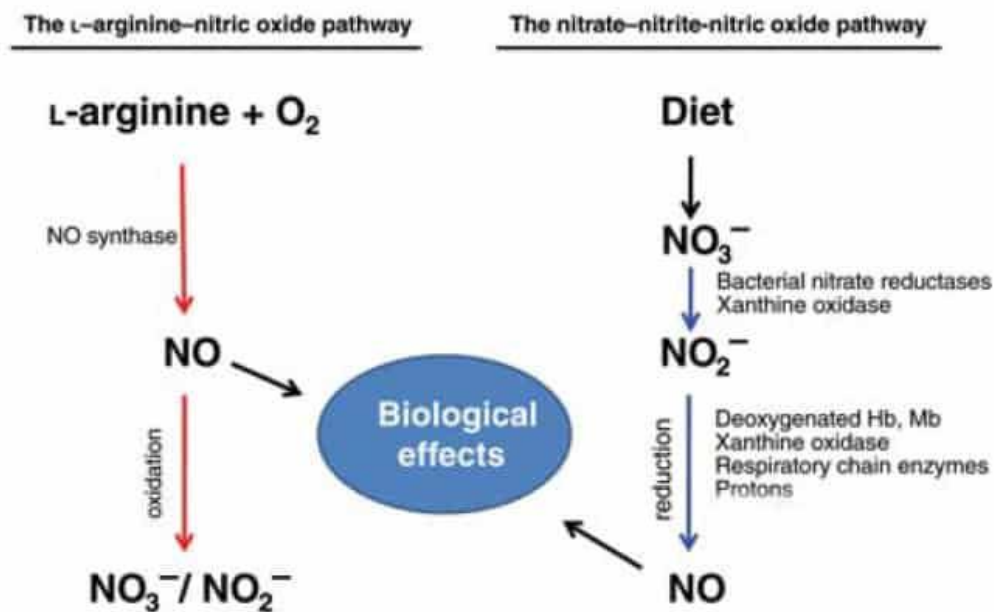 The L-arginine–nitric oxide pathway
L-arginine + O₂
NO synthase
NO
oxidation
NO₃⁻/ NO₂⁻
Biological
effects
The nitrate–nitrite-nitric oxide pathway
Diet
NO₃⁻
Bacterial nitrate reductases
Xanthine oxidase
NO₂⁻
reduction
Deoxygenated Hb, Mb
Xanthine oxidase
Respiratory chain enzymes
Protons
NO